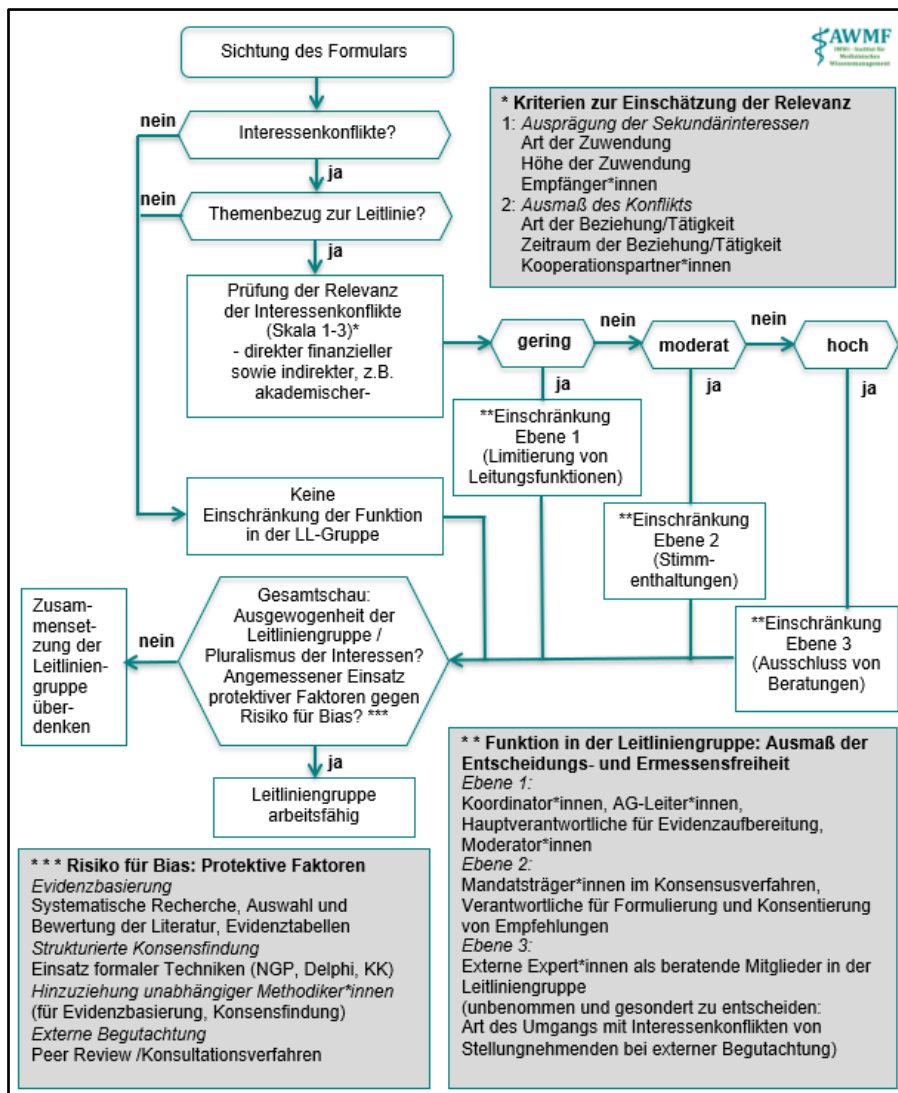 Sichtung des Formulars
AWMF
IMWi - Institut für
Medizinisches
Wissensmanagement
* Kriterien zur Einschätzung der Relevanz
1: Ausprägung der Sekundärinteressen
Art der Zuwendung
Höhe der Zuwendung
Empfänger*innen
2: Ausmaß des Konflikts
Art der Beziehung/Tätigkeit
Zeitraum der Beziehung/Tätigkeit
Kooperationspartner*innen
nein
Interessenkonflikte?
ja
nein
Themenbezug zur Leitlinie?
ja
Prüfung der Relevanz
der Interessenkonflikte
(Skala 1-3)*
- direkter finanzieller
sowie indirekter, z.B.
akademischer-
gering
nein
moderat
nein
hoch
ja
ja
ja
**Einschränkung
Ebene 1
(Limitierung von
Leitungsfunktionen)
**Einschränkung
Ebene 2
(Stimm-
enthaltungen)
**Einschränkung
Ebene 3
(Ausschluss von
Beratungen)
Keine
Einschränkung der Funktion
in der LL-Gruppe
Gesamtschau:
Ausgewogenheit der
Leitliniengruppe /
Pluralismus der Interessen?
Angemessener Einsatz
protektiver Faktoren gegen
Risiko für Bias? ***
nein
Zusam-
mensetz-
zung der
Leitlinien-
gruppe
über-
denken
ja
Leitliniengruppe
arbeitsfähig
* * Funktion in der Leitliniengruppe: Ausmaß der
Entscheidungs- und Ermessensfreiheit
Ebene 1:
Koordinator*innen, AG-Leiter*innen,
Hauptverantwortliche für Evidenzaufbereitung,
Moderator*innen
Ebene 2:
Mandatsträger*innen im Konsensusverfahren,
Verantwortliche für Formulierung und Konsentierung
von Empfehlungen
Ebene 3:
Externe Expert*innen als beratende Mitglieder in der
Leitliniengruppe
(unbenommen und gesondert zu entscheiden:
Art des Umgangs mit Interessenkonflikten von
Stellungnehmenden bei externer Begutachtung)
* * * Risiko für Bias: Protektive Faktoren
Evidenzbasierung
Systematische Recherche, Auswahl und
Bewertung der Literatur, Evidenztabellen
Strukturierte Konsensfindung
Einsatz formaler Techniken (NGP, Delphi, KK)
Hinzuziehung unabhängiger Methodiker*innen
(für Evidenzbasierung, Konsensfindung)
Externe Begutachtung
Peer Review /Konsultationsverfahren